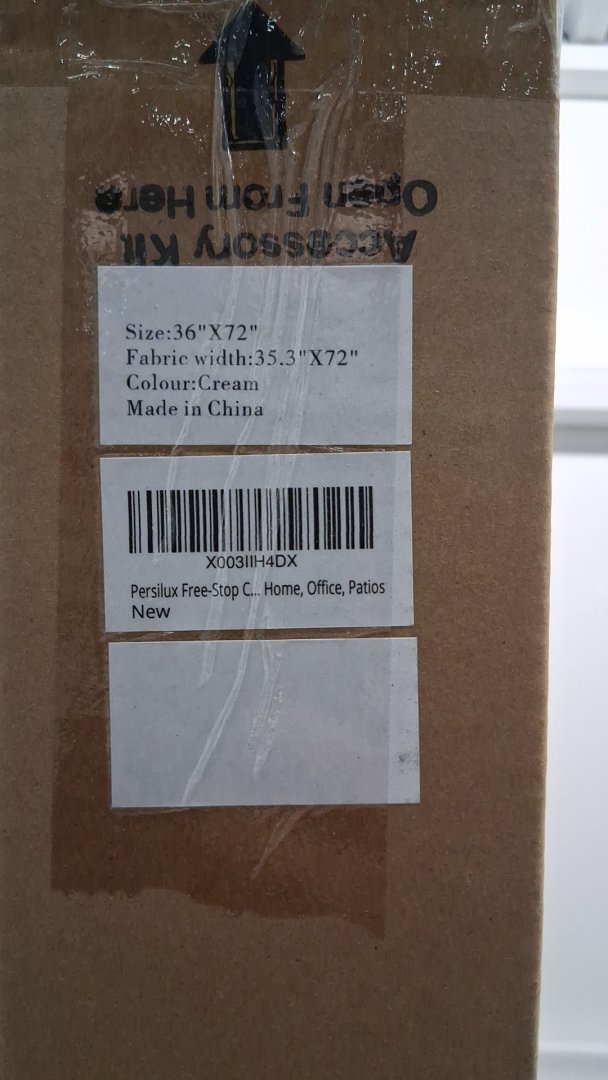 Open From Here
Accessory Kit
Size:36"X72"
Fabric width:35.3"X72"
Colour:Cream
Made in China
X003IIH4DX
Persilux Free-Stop C... Home, Office, Patios
New